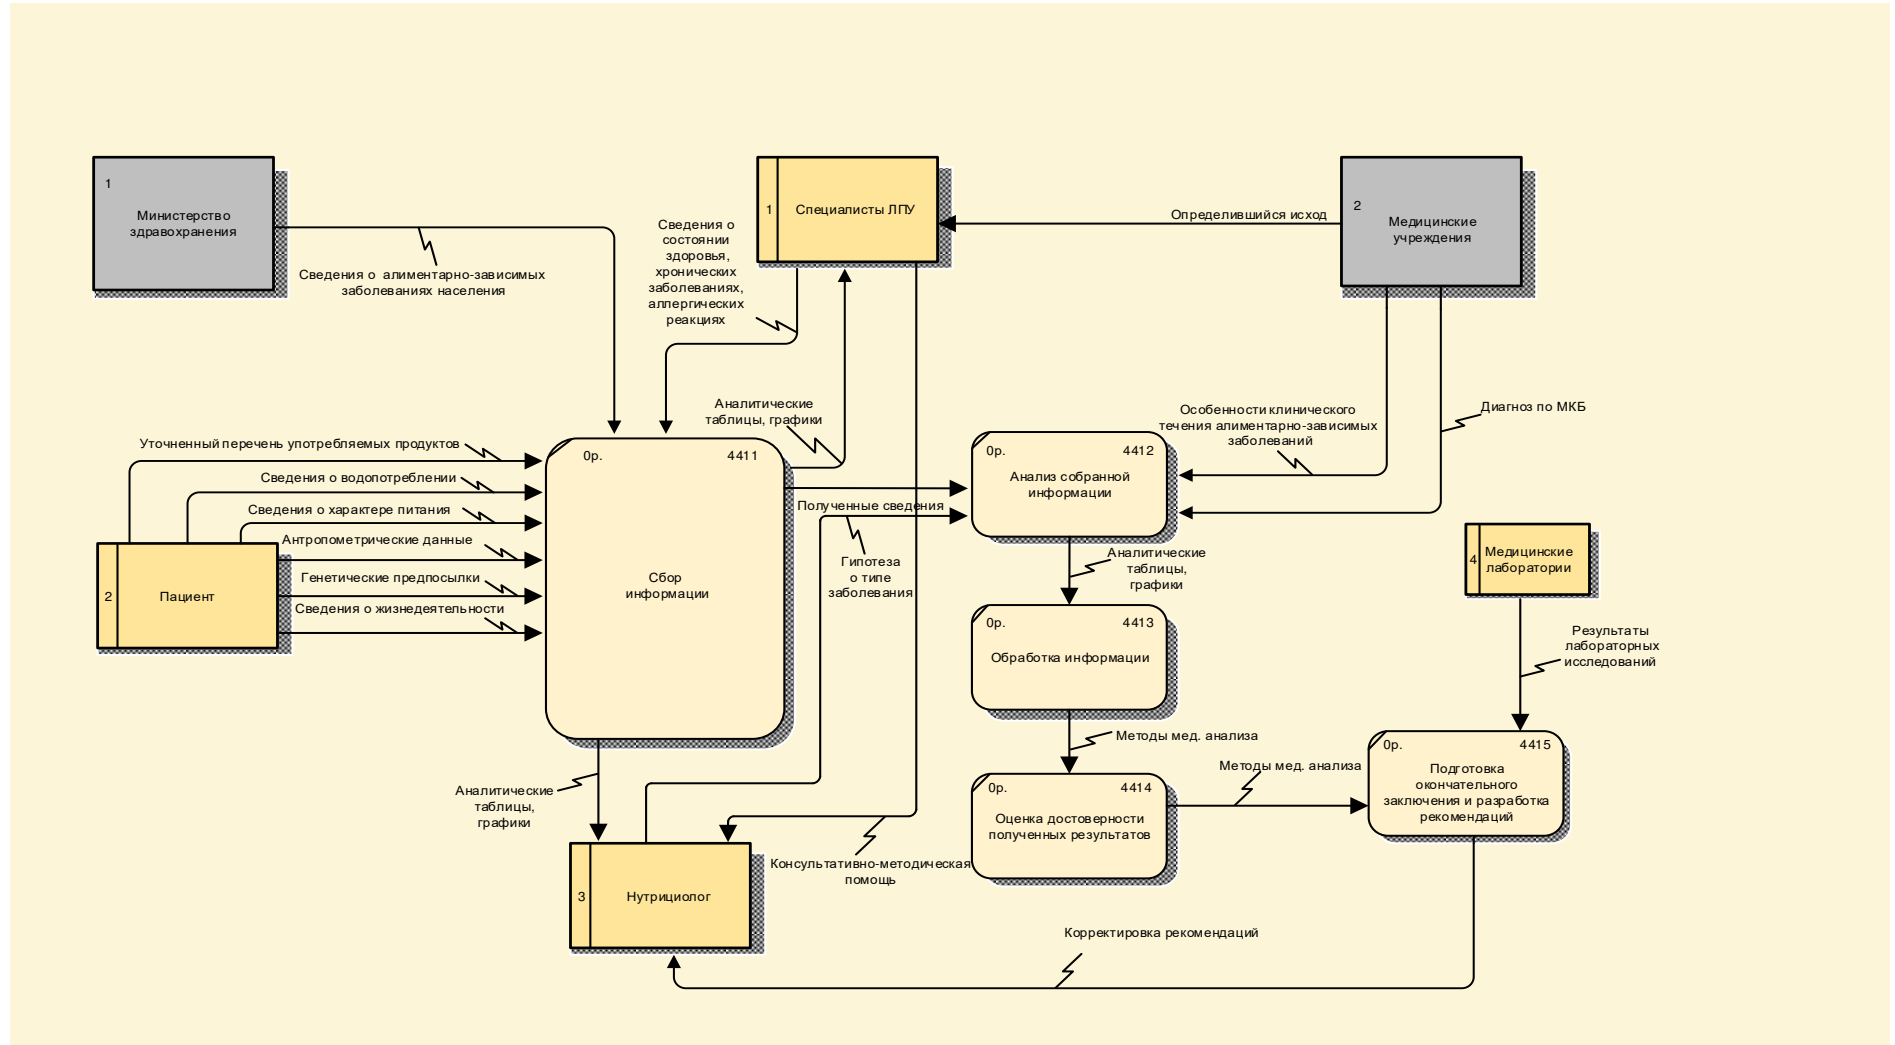 1
Министерство
здравохранения
Сведения о алиментарно-зависимых
заболеваниях населения
1
Специалисты ЛПУ
Сведения о
состоянии
здоровья,
хронических
заболеваниях,
аллергических
реакциях
Определившийся исход
2
Медицинские
учреждения
Аналитические
таблицы, графики
Особенности клинического
течения алиментарно-зависимых
заболеваний
Диагноз по МКБ
Уточненный перечень употребляемых продуктов
Сведения о водопотреблении
Сведения о характере питания
Антропометрические данные
Генетические предпосылки
Сведения о жизнедеятельности
2
Пациент
0р.
4411
Сбор
информации
Полученные сведения
Гипотеза
о типе
заболевания
0р.
4412
Анализ собранной
информации
Аналитические
таблицы,
графики
4
Медицинские
лаборатории
0р.
4413
Обработка информации
Результаты
лабораторных
исследований
Методы мед. анализа
0р.
4414
Оценка достоверности
полученных результатов
Методы мед. анализа
0р.
4415
Подготовка
окончательного
заключения и разработка
рекомендаций
Аналитические
таблицы,
графики
Консультативно-методическая
помощь
3
Нутрициолог
Корректировка рекомендаций